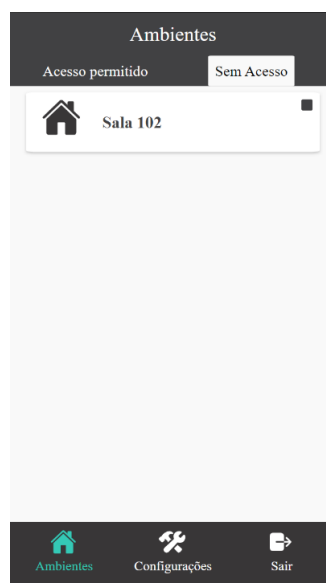 Ambientes
Acesso permitido Sem Acesso
Sala 102
Ambientes Configurações Sair